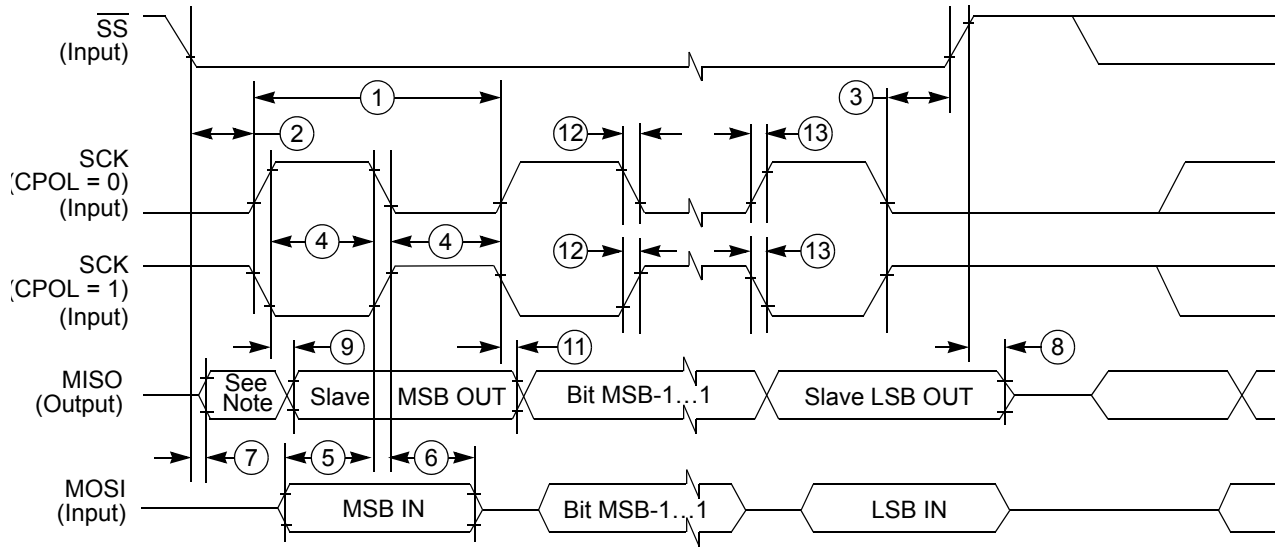 SS
(Input)
1
3
2
12
13
SCK
(CPOL = 0)
(Input)
4
4
12
13
SCK
(CPOL = 1)
(Input)
9
11
8
MISO
(Output)
See
Note
Slave
MSB OUT
Bit MSB-1…1
Slave LSB OUT
7
5
6
MOSI
(Input)
MSB IN
Bit MSB-1…1
LSB IN